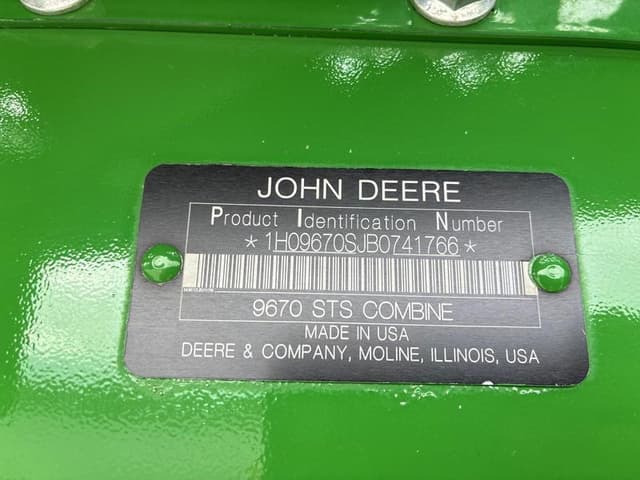 JOHN DEERE
Product Identification Number
*1H09670SJB0741766*
9670 STS COMBINE
MADE IN USA
DEERE & COMPANY, MOLINE, ILLINOIS, USA